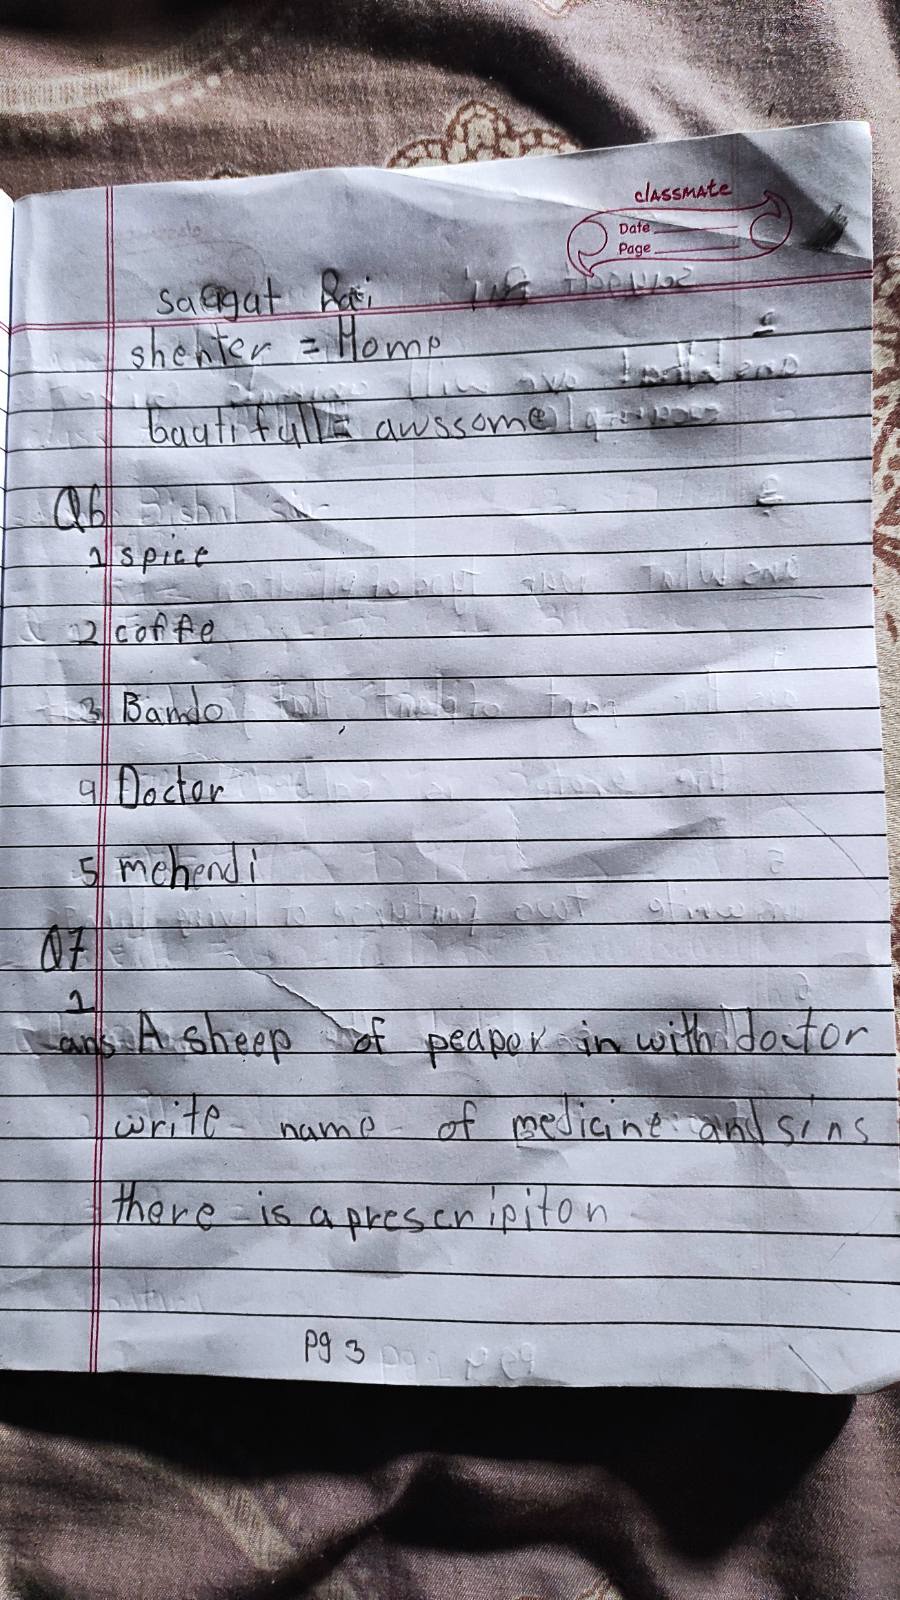 classmate
Date
Page
saugat Rai
shehter = Home
bautifull = awssome
Q6
1 spice
2 coffe
3 Bamdo
4 Doctor
5 mehendi
Q7
1
ans A sheep of peaper in with doctor
write name of medicine and sins
there is a prescripiton
pg 3